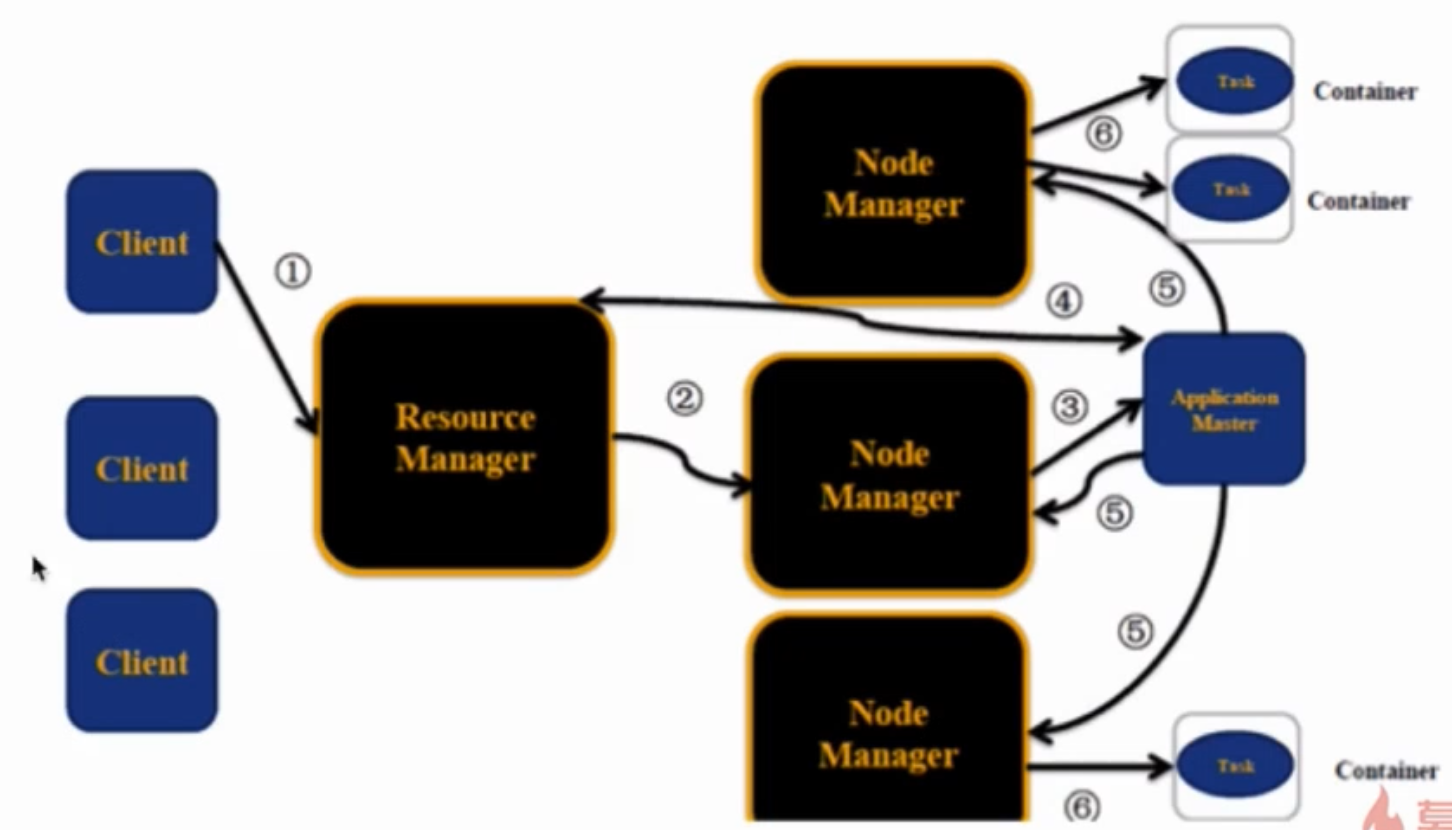 Client
①
Resource
Manager
Client
Client
②
Node
Manager
⑥
Task
Container
Task
Container
④
⑤
Node
Manager
③
Application
Master
⑤
⑤
Node
Manager
⑥
Task
Container